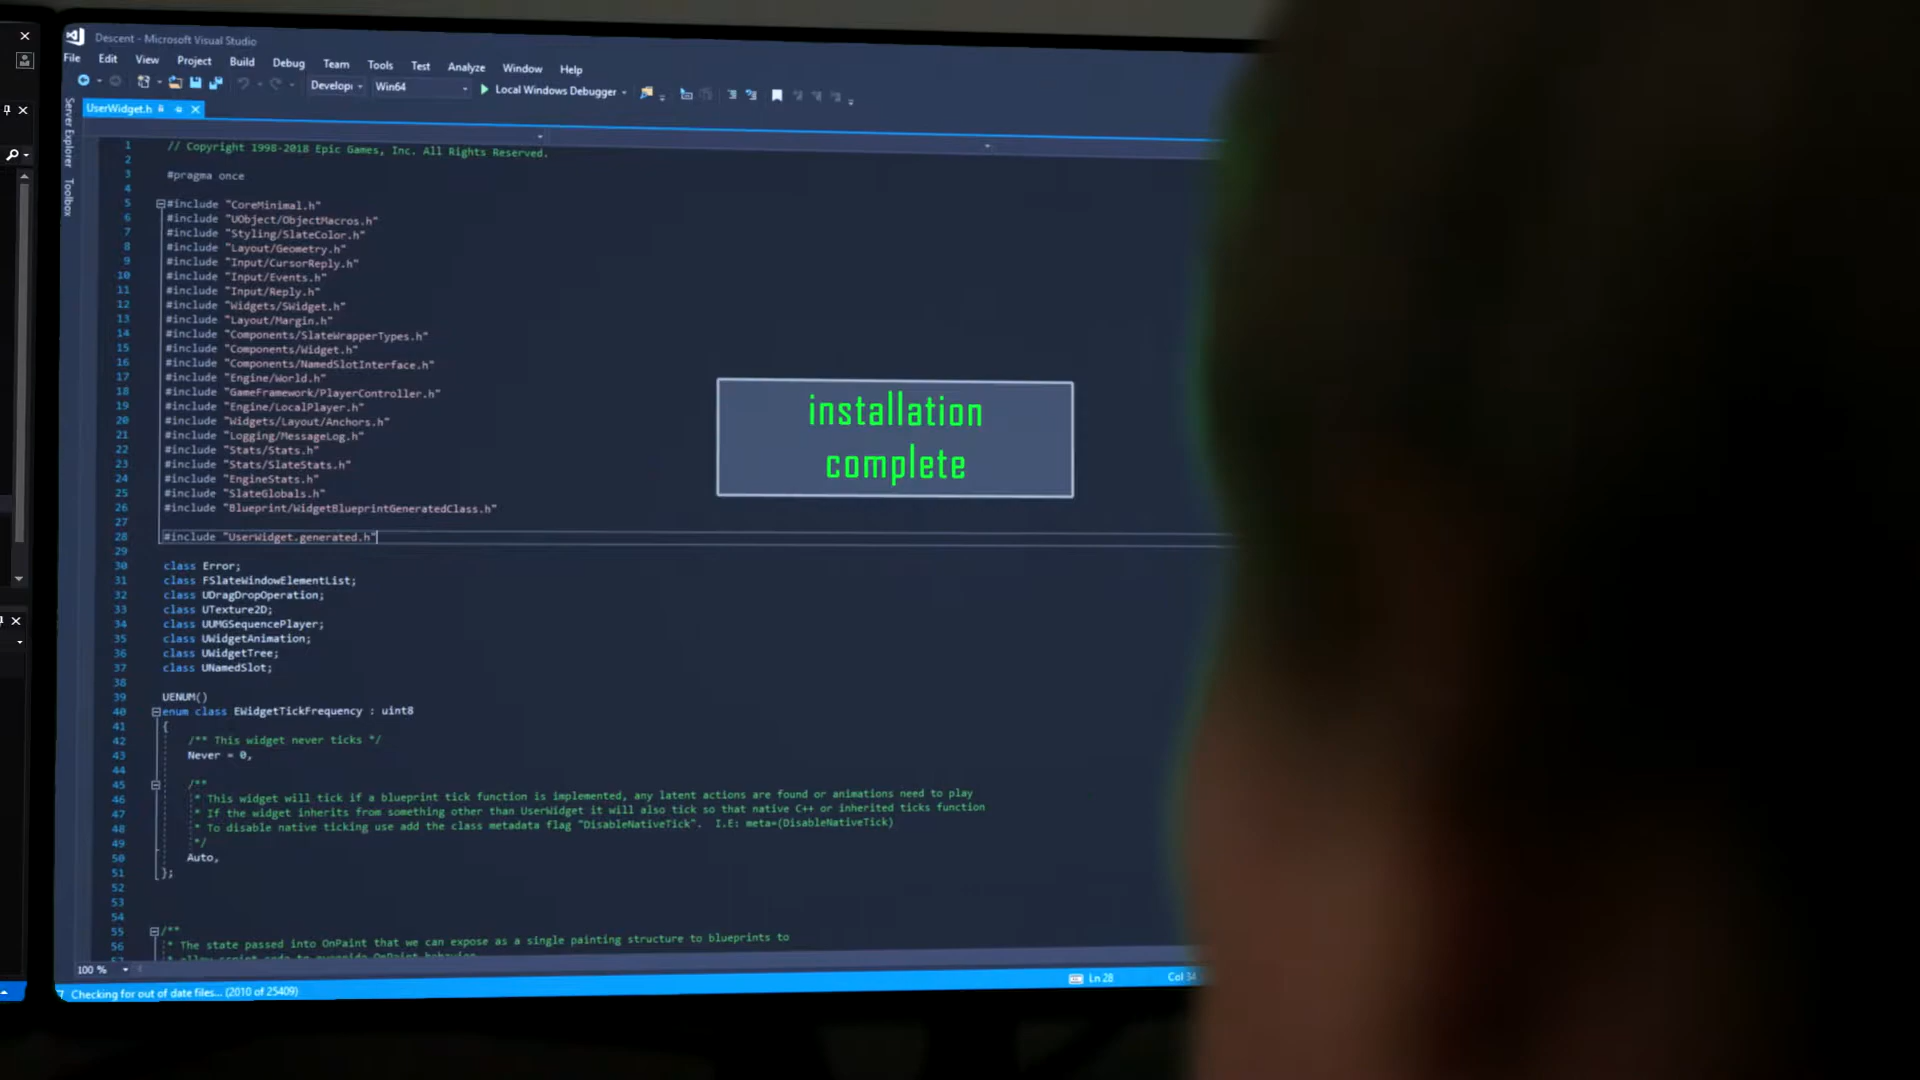 Descent - Microsoft Visual Studio
File Edit View Project Build Debug Team Tools Test Analyze Window Help
Develop Win64 Local Windows Debugger
Server Explorer
Toolbox
UserWidget.h
1 // Copyright 1998-2018 Epic Games, Inc. All Rights Reserved.
2
3 #pragma once
4
5 #include "CoreMinimal.h"
6 #include "UObject/ObjectMacros.h"
7 #include "Styling/SlateColor.h"
8 #include "Layout/Geometry.h"
9 #include "Input/CursorReply.h"
10 #include "Input/Events.h"
11 #include "Input/Reply.h"
12 #include "Widgets/SWidget.h"
13 #include "Layout/Margin.h"
14 #include "Components/SlateWrapperTypes.h"
15 #include "Components/Widget.h"
16 #include "Components/NamedSlotInterface.h"
17 #include "Engine/World.h"
18 #include "GameFramework/PlayerController.h"
19 #include "Engine/LocalPlayer.h"
20 #include "Widgets/Layout/Anchors.h"
21 #include "Logging/MessageLog.h"
22 #include "Stats/Stats.h"
23 #include "Stats/SlateStats.h"
24 #include "EngineStats.h"
25 #include "SlateGlobals.h"
26 #include "Blueprint/WidgetBlueprintGeneratedClass.h"
27
28 #include "UserWidget.generated.h"
29
30 class Error;
31 class FSlateWindowElementList;
32 class UDragDropOperation;
33 class UTexture2D;
34 class UUMGSequencePlayer;
35 class UWidgetAnimation;
36 class UWidgetTree;
37 class UNamedSlot;
38
39 UENUM()
40 enum class EWidgetTickFrequency : uint8
41 {
42 /** This widget never ticks */
43 Never = 0,
44
45 /**
46 * This widget will tick if a blueprint tick function is implemented, any latent actions are found or animations need to play
47 * If the widget inherits from something other than UserWidget it will also tick so that native C++ or inherited ticks function
48 * To disable native ticking use add the class metadata flag "DisableNativeTick". I.E: meta=(DisableNativeTick)
49 */
50 Auto,
51 };
52
53
54
55 /**
56 * The state passed into OnPaint that we can expose as a single painting structure to blueprints to
57 * allow script code to override OnPaint behavior
installation
complete
100 %
Checking for out of date files... (2010 of 25409)
Ln 28 Col 34